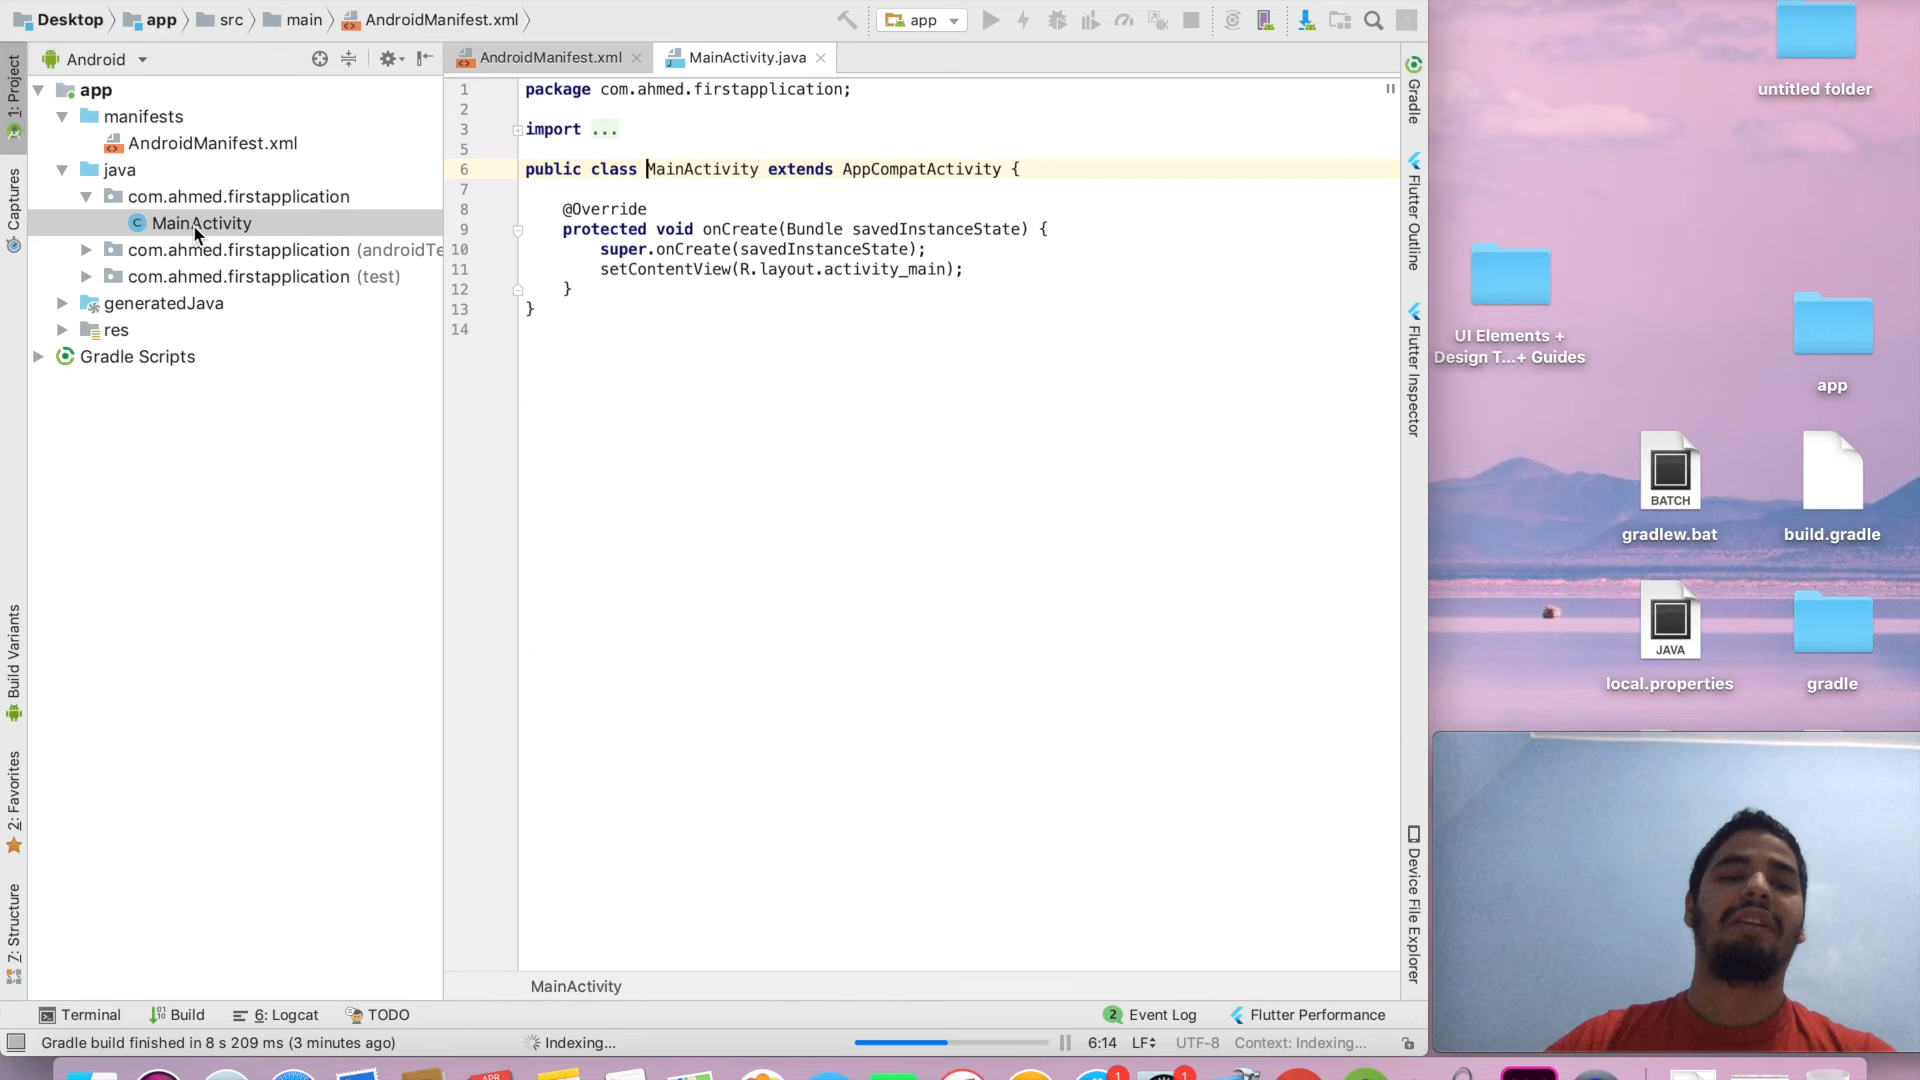 Desktop app src main AndroidManifest.xml
app
Android
AndroidManifest.xml
MainActivity.java
1: Project
Captures
Build Variants
2: Favorites
7: Structure
app
manifests
AndroidManifest.xml
java
com.ahmed.firstapplication
MainActivity
com.ahmed.firstapplication (androidTe
com.ahmed.firstapplication (test)
generatedJava
res
Gradle Scripts
1 package com.ahmed.firstapplication;
2
3 import ...
5
6 public class MainActivity extends AppCompatActivity {
7
8 @Override
9 protected void onCreate(Bundle savedInstanceState) {
10 super.onCreate(savedInstanceState);
11 setContentView(R.layout.activity_main);
12 }
13 }
14
MainActivity
Gradle
Flutter Outline
Flutter Inspector
Device File Explorer
Terminal
Build
6: Logcat
TODO
2 Event Log
Flutter Performance
Gradle build finished in 8 s 209 ms (3 minutes ago)
Indexing...
6:14
LF
UTF-8
Context: Indexing...
untitled folder
UI Elements +
Design T...+ Guides
app
BATCH
gradlew.bat
build.gradle
JAVA
local.properties
gradle
APR
1
1